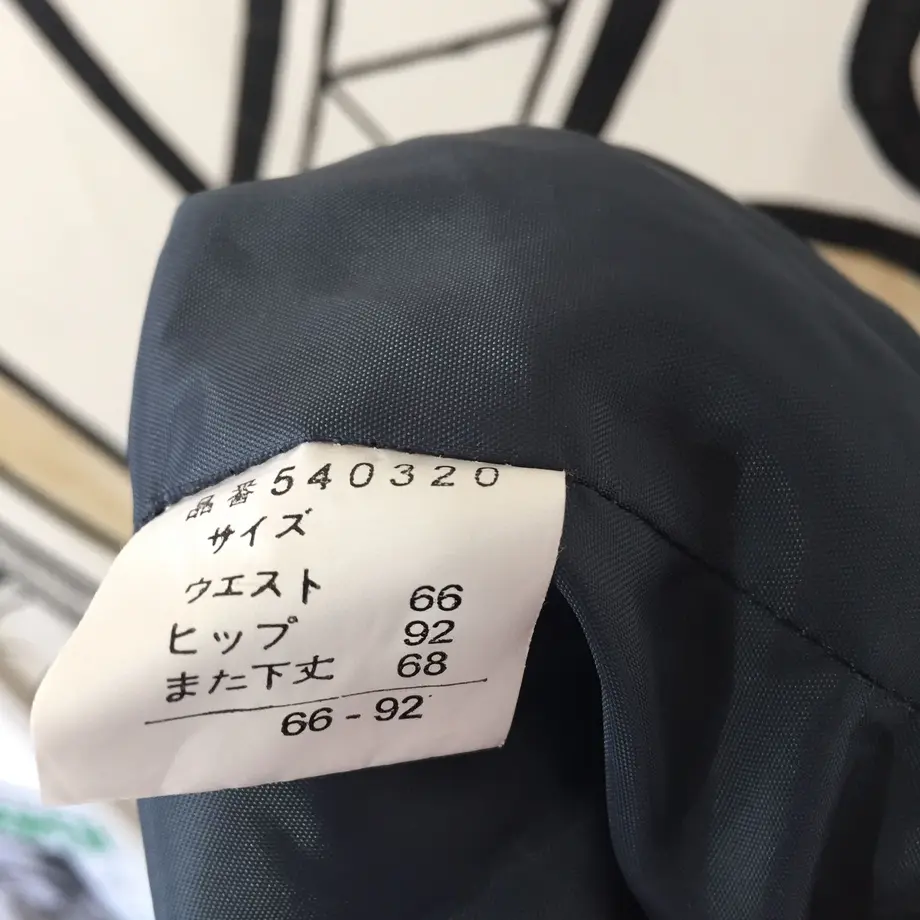 品番540320
サイズ
ウエスト 66
ヒップ 92
また下丈 68
66-92